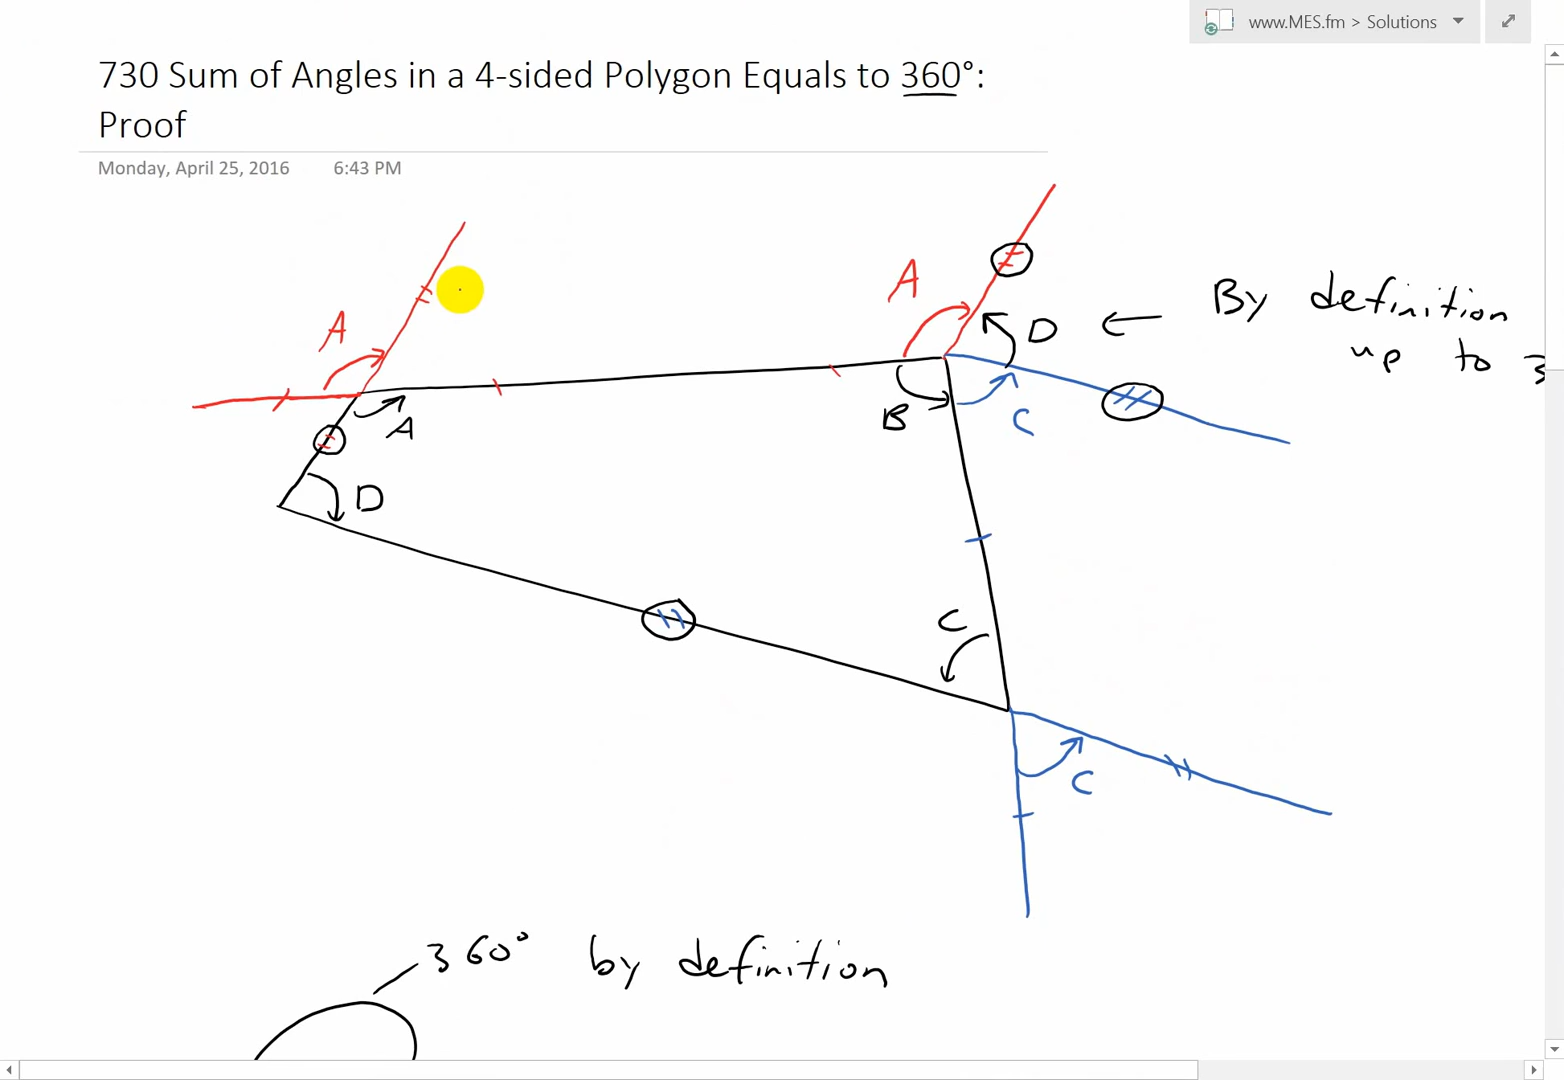 www.MES.fm > Solutions
730 Sum of Angles in a 4-sided Polygon Equals to 360°:
Proof
Monday, April 25, 2016 6:43 PM
A
A
D
By definition
up to 3
A
B
C
D
C
C
360° by definition